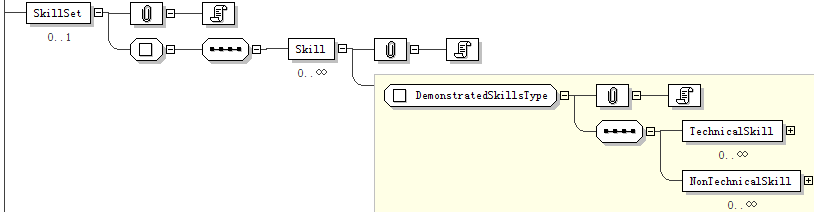 SkillSet
0..1
Skill
0..∞
DemonstratedSkillsType
TechnicalSkill
0..∞
NonTechnicalSkill
0..∞